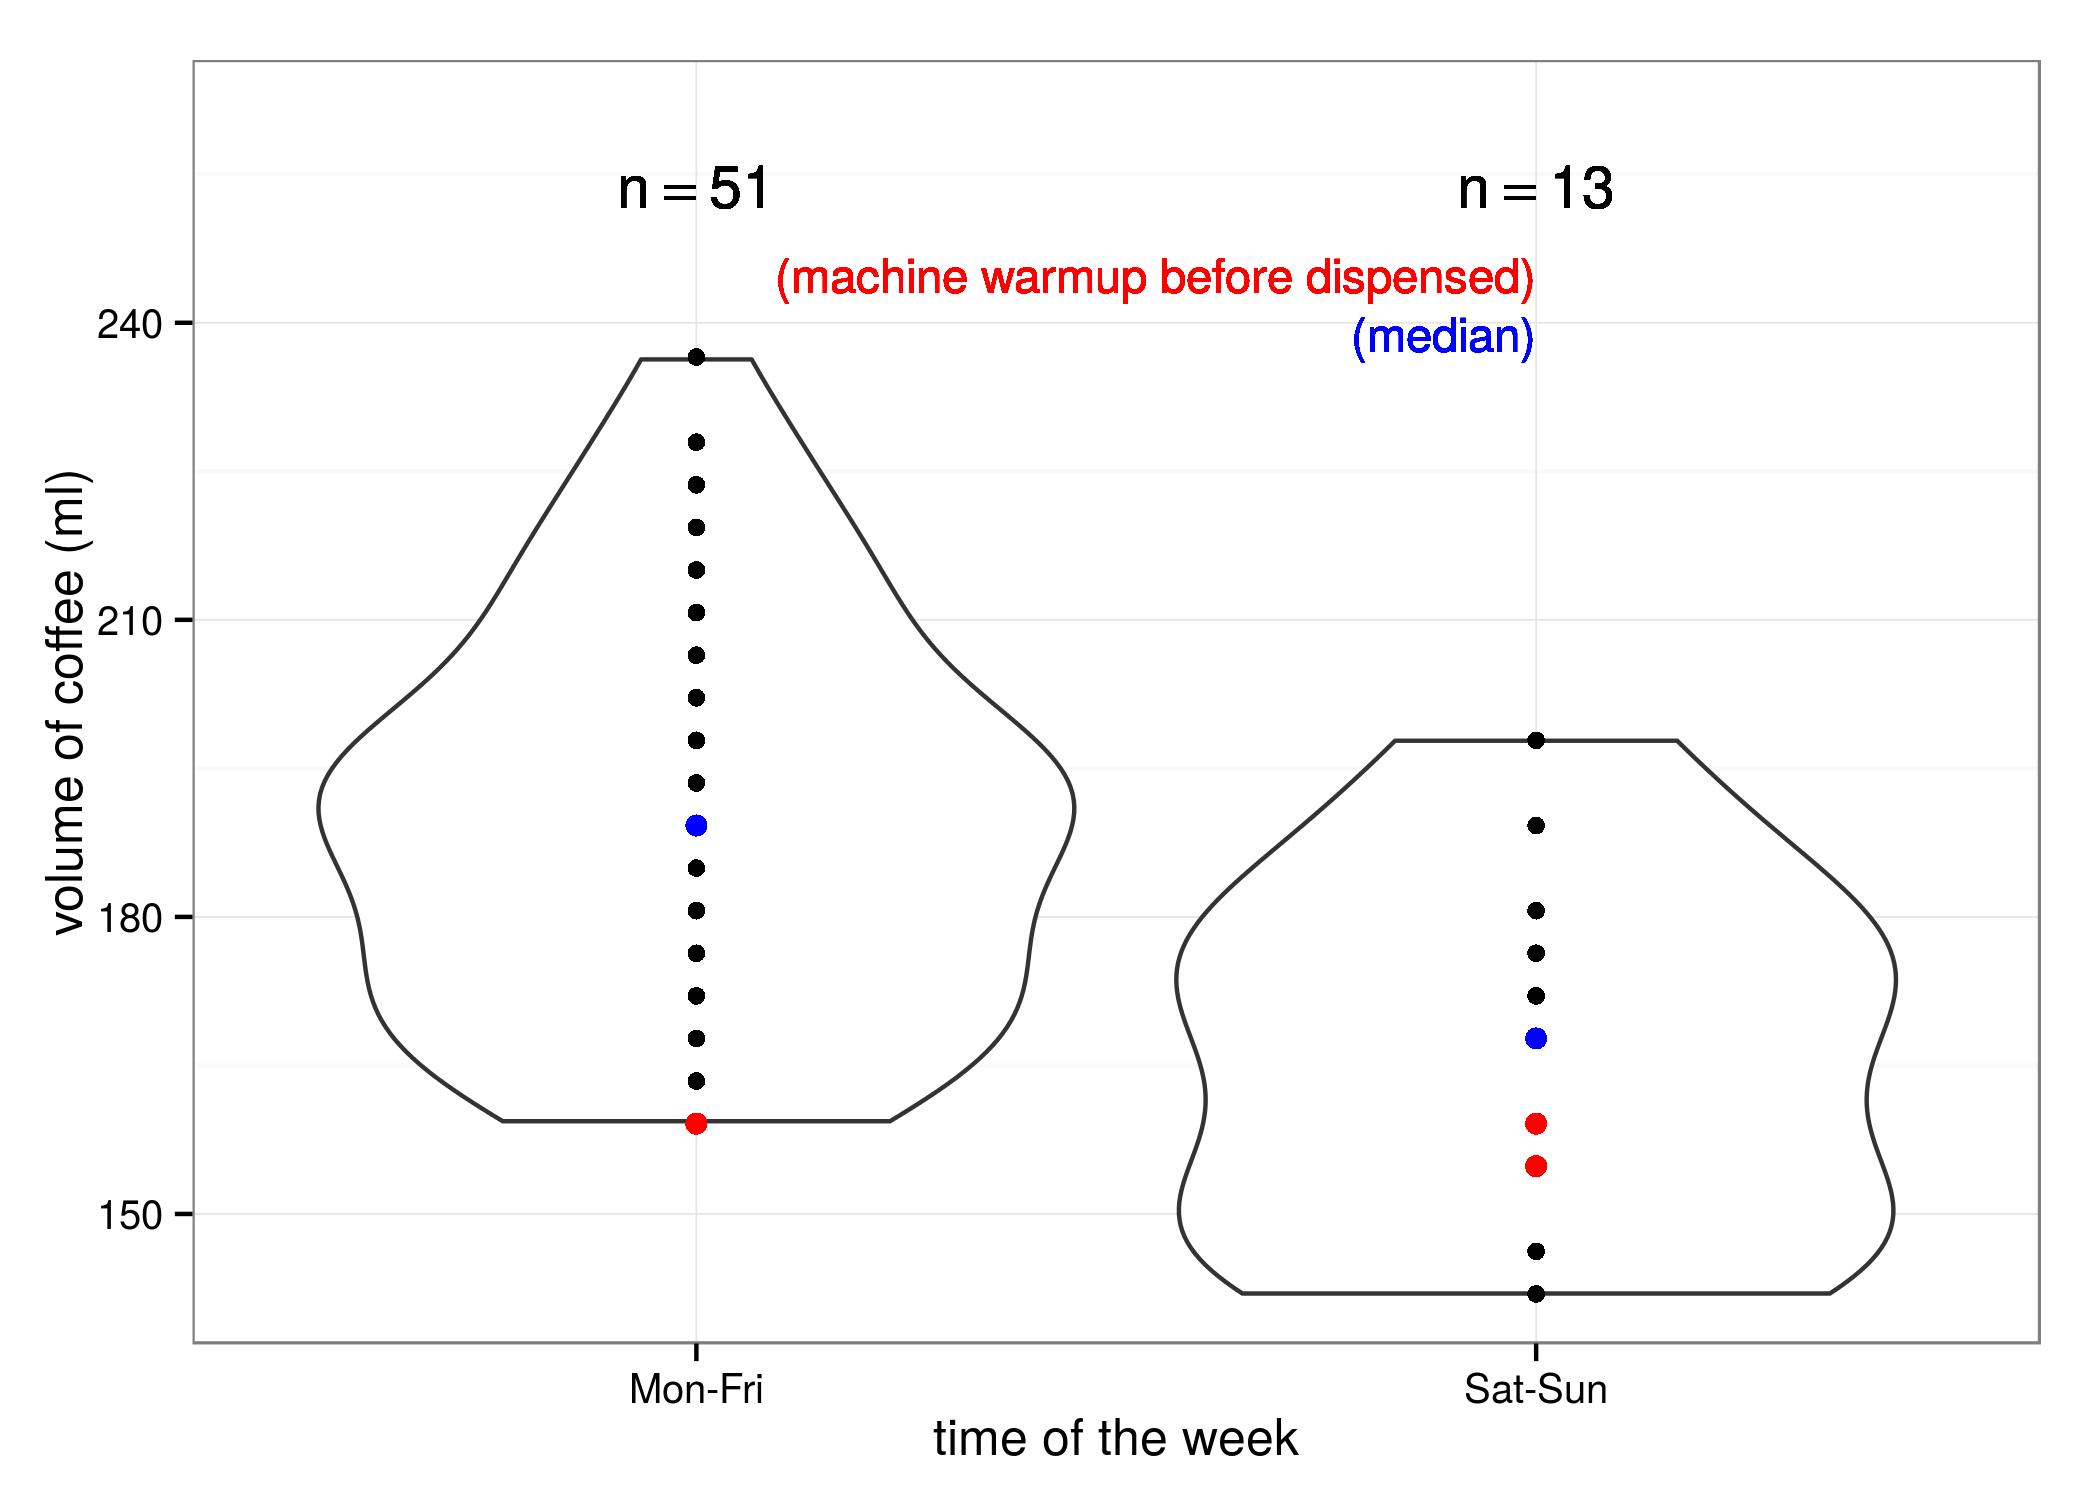 n = 51
n = 13
(machine warmup before dispensed)
(median)
volume of coffee (ml)
240
210
180
150
Mon-Fri
Sat-Sun
time of the week